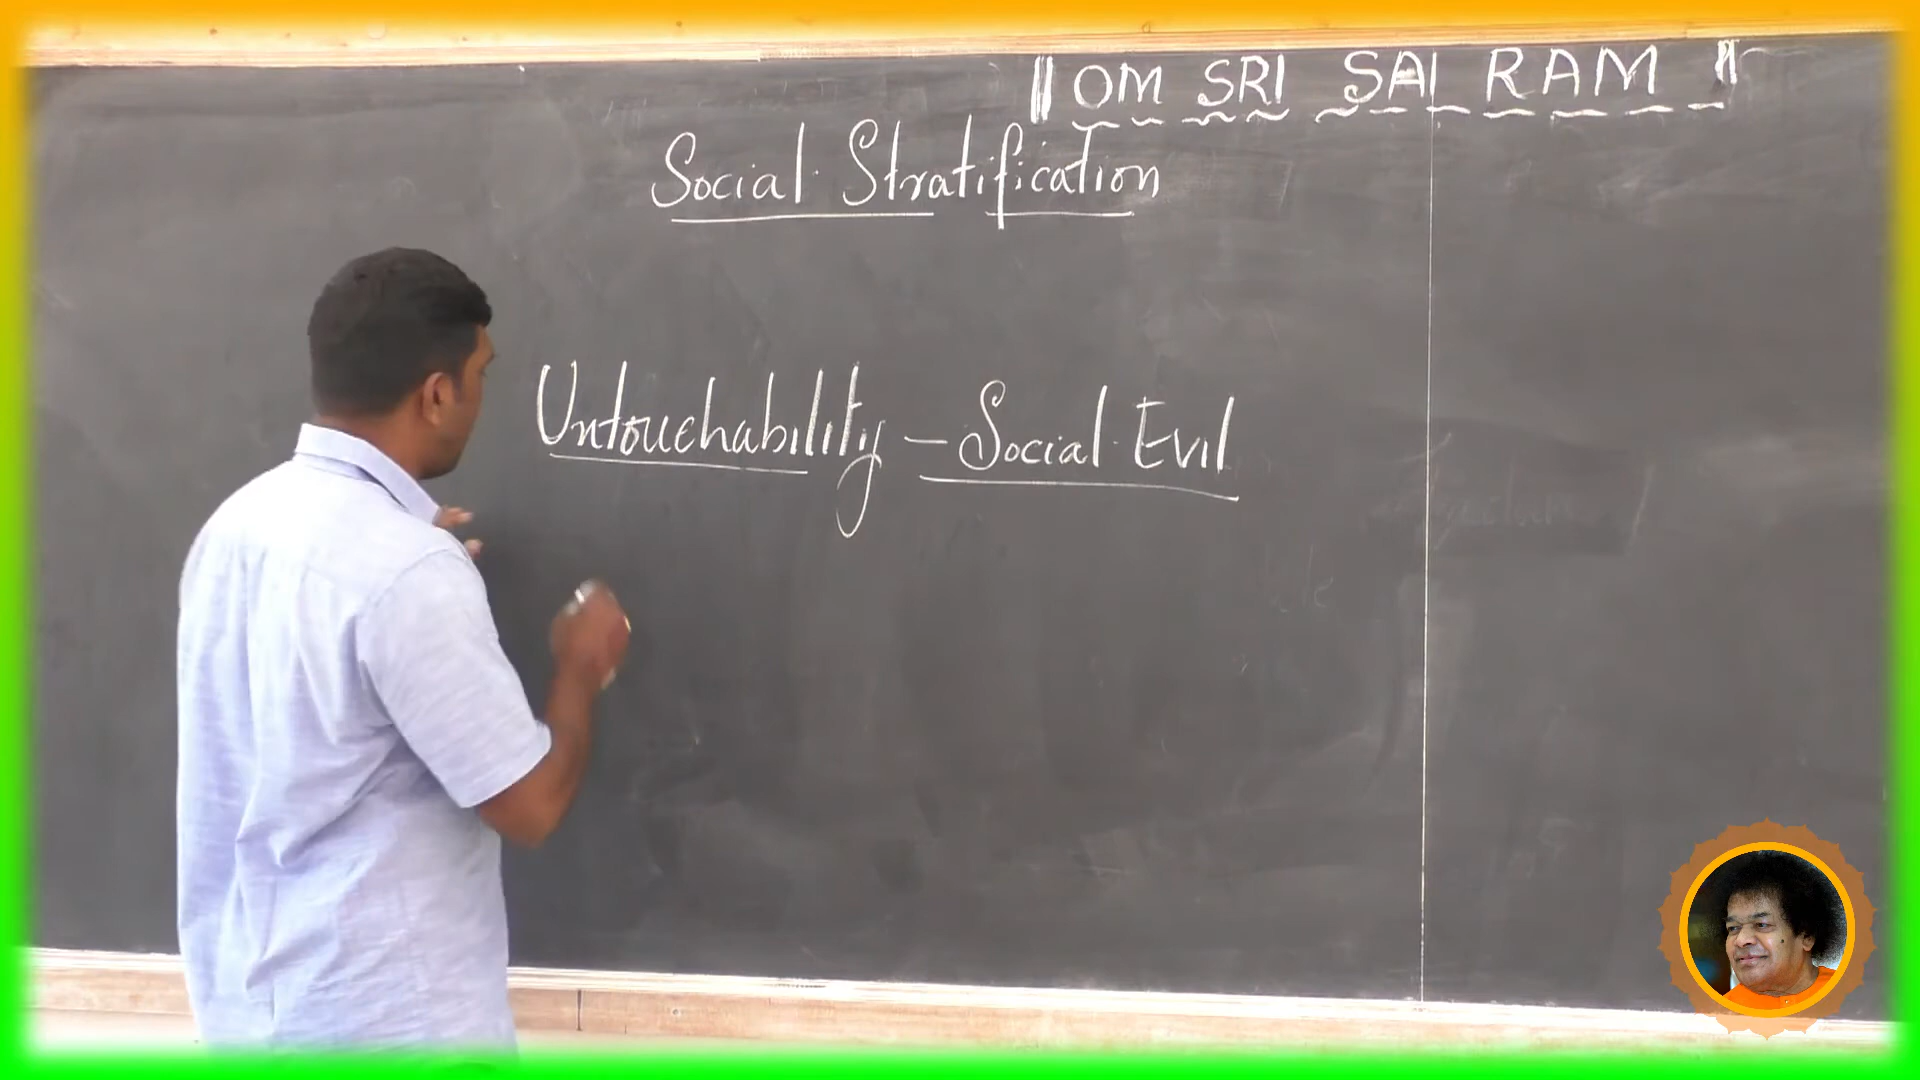 || OM SRI SAI RAM ||
Social Stratification
Untouchability – Social Evil